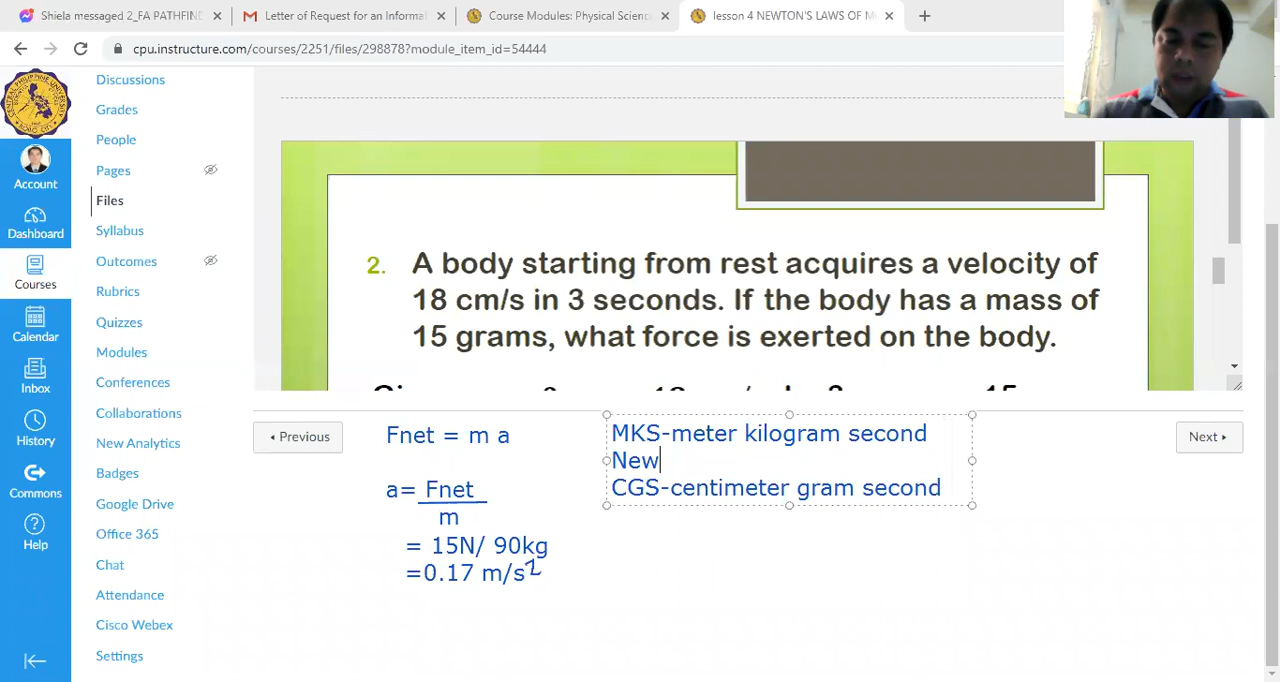 Shiela messaged 2_FA PATHFIN
Letter of Request for an Informat
Course Modules: Physical Scienc
lesson 4 NEWTON'S LAWS OF M
cpu.instructure.com/courses/2251/files/298878?module_item_id=54444
Account
Dashboard
Courses
Calendar
Inbox
History
Commons
Help
Discussions
Grades
People
Pages
Files
Syllabus
Outcomes
Rubrics
Quizzes
Modules
Conferences
Collaborations
New Analytics
Badges
Google Drive
Office 365
Chat
Attendance
Cisco Webex
Settings
2. A body starting from rest acquires a velocity of
18 cm/s in 3 seconds. If the body has a mass of
15 grams, what force is exerted on the body.
Previous
Next
Fnet = m a
a= Fnet
m
= 15N/ 90kg
=0.17 m/s2
MKS-meter kilogram second
New
CGS-centimeter gram second